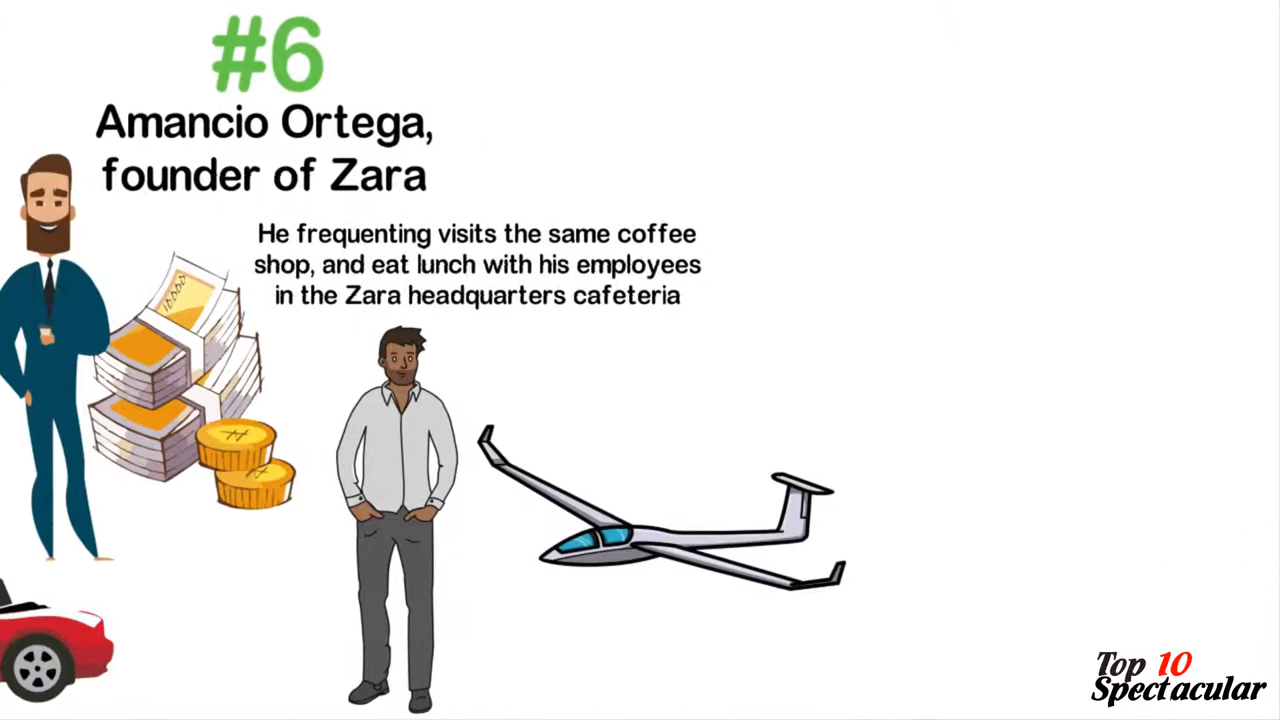 #6
Amancio Ortega,
founder of Zara
He frequenting visits the same coffee
shop, and eat lunch with his employees
in the Zara headquarters cafeteria
Top 10
Spectacular